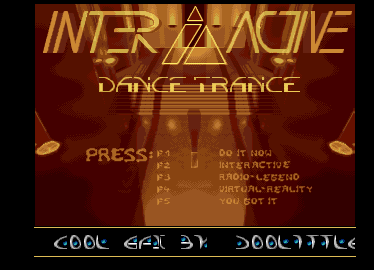 INTER ACTIVE
DANCE TRANCE
PRESS: F1 DO IT NOW
F2 INTERACTIVE
F3 RADIO-LEGEND
F4 VIRTUAL-REALITY
F5 YOU GOT IT
COOL GFX BY DOOLITTLE